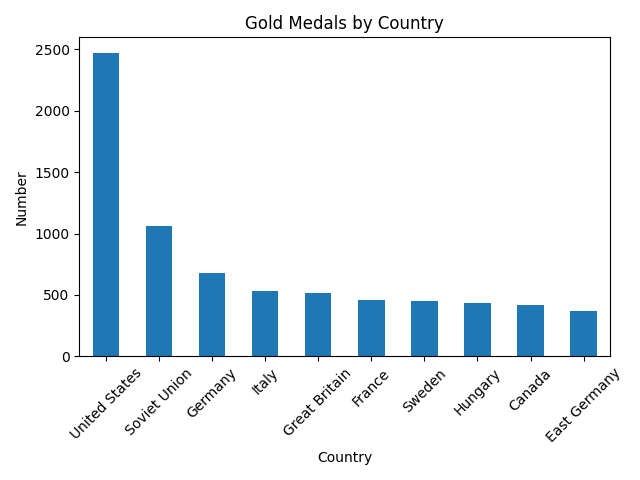 Gold Medals by Country
Number
2500
2000
1500
1000
500
0
United States
Soviet Union
Germany
Italy
Great Britain
France
Sweden
Hungary
Canada
East Germany
Country